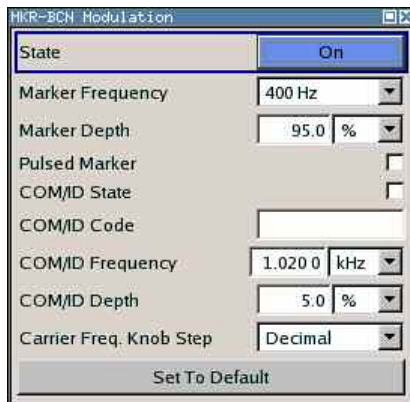 MKR-BCN Modulation
State On
Marker Frequency 400 Hz
Marker Depth 95.0 %
Pulsed Marker
COM/ID State
COM/ID Code
COM/ID Frequency 1.020 0 kHz
COM/ID Depth 5.0 %
Carrier Freq. Knob Step Decimal
Set To Default